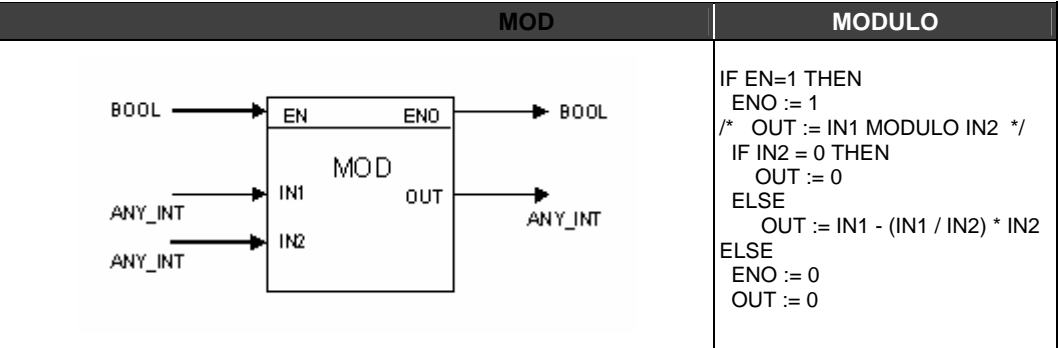 MOD
MODULO
BOOL
EN
ENO
BOOL
MOD
IN1
OUT
ANY_INT
ANY_INT
IN2
ANY_INT
IF EN=1 THEN
ENO := 1
/* OUT := IN1 MODULO IN2 */
IF IN2 = 0 THEN
OUT := 0
ELSE
OUT := IN1 - (IN1 / IN2) * IN2
ELSE
ENO := 0
OUT := 0